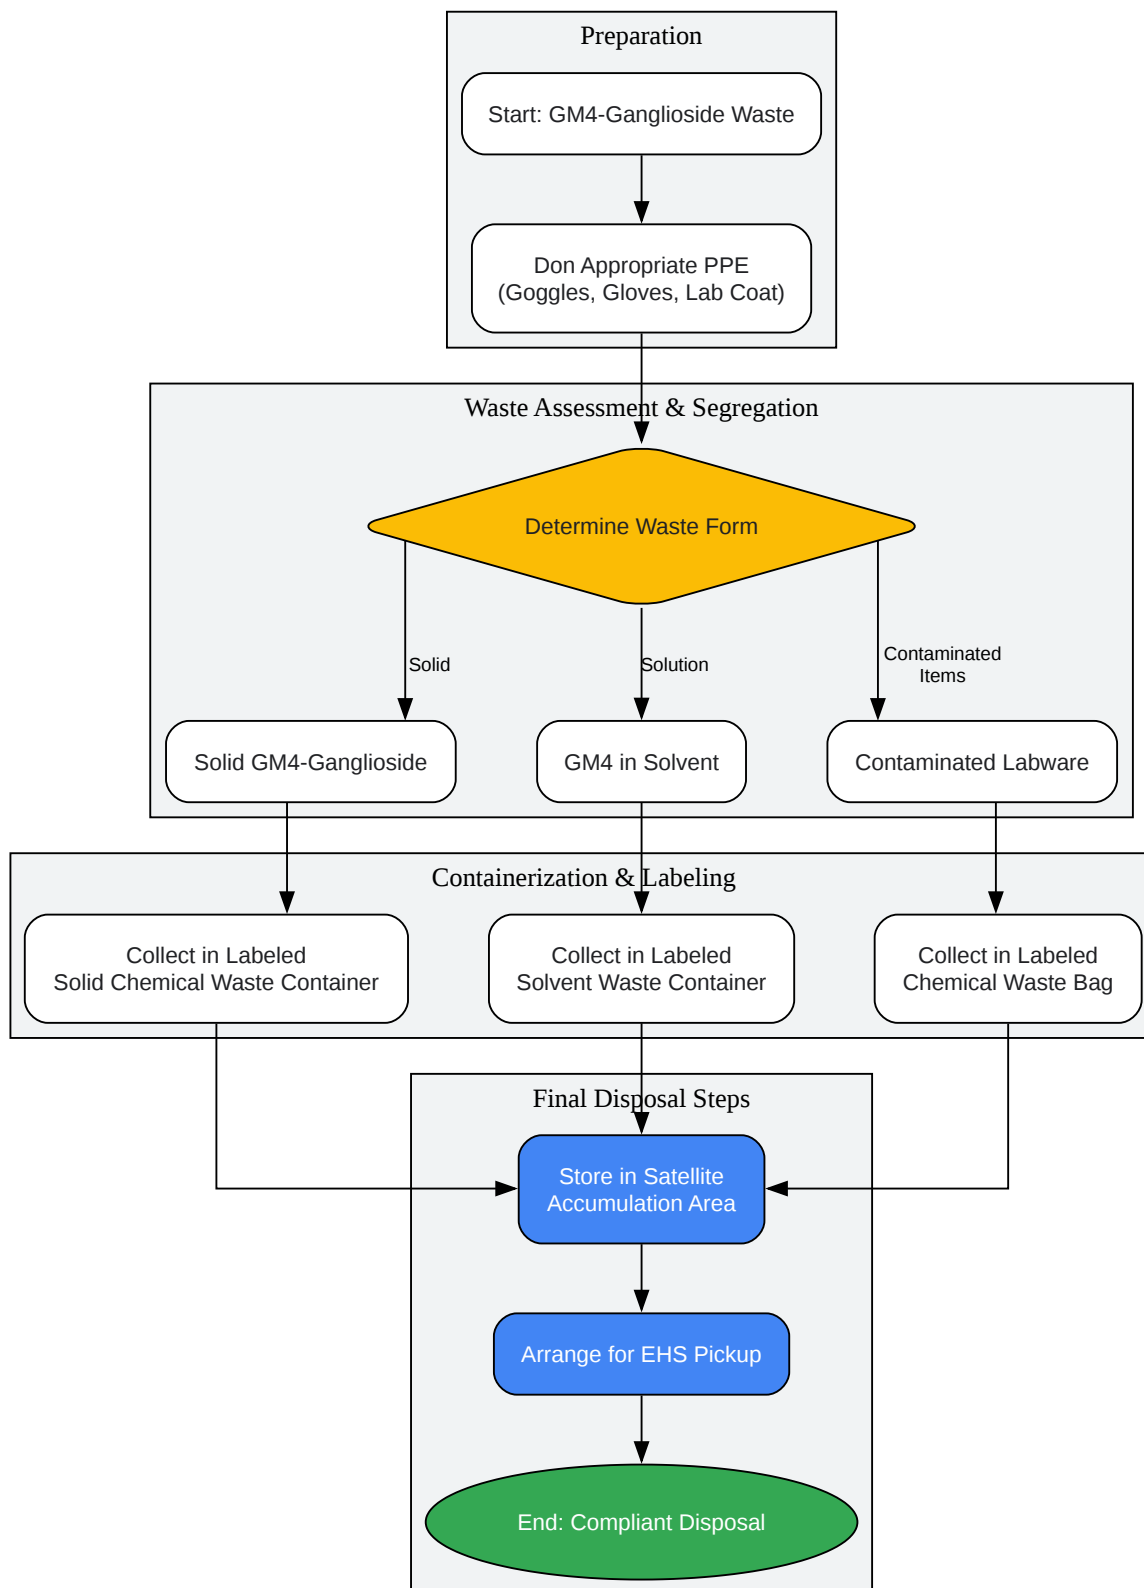 Preparation
Start: GM4-Ganglioside Waste
Don Appropriate PPE
(Goggles, Gloves, Lab Coat)
Waste Assessment & Segregation
Determine Waste Form
Solid
Solution
Contaminated
Items
Solid GM4-Ganglioside
GM4 in Solvent
Contaminated Labware
Containerization & Labeling
Collect in Labeled
Solid Chemical Waste Container
Collect in Labeled
Solvent Waste Container
Collect in Labeled
Chemical Waste Bag
Final Disposal Steps
Store in Satellite
Accumulation Area
Arrange for EHS Pickup
End: Compliant Disposal